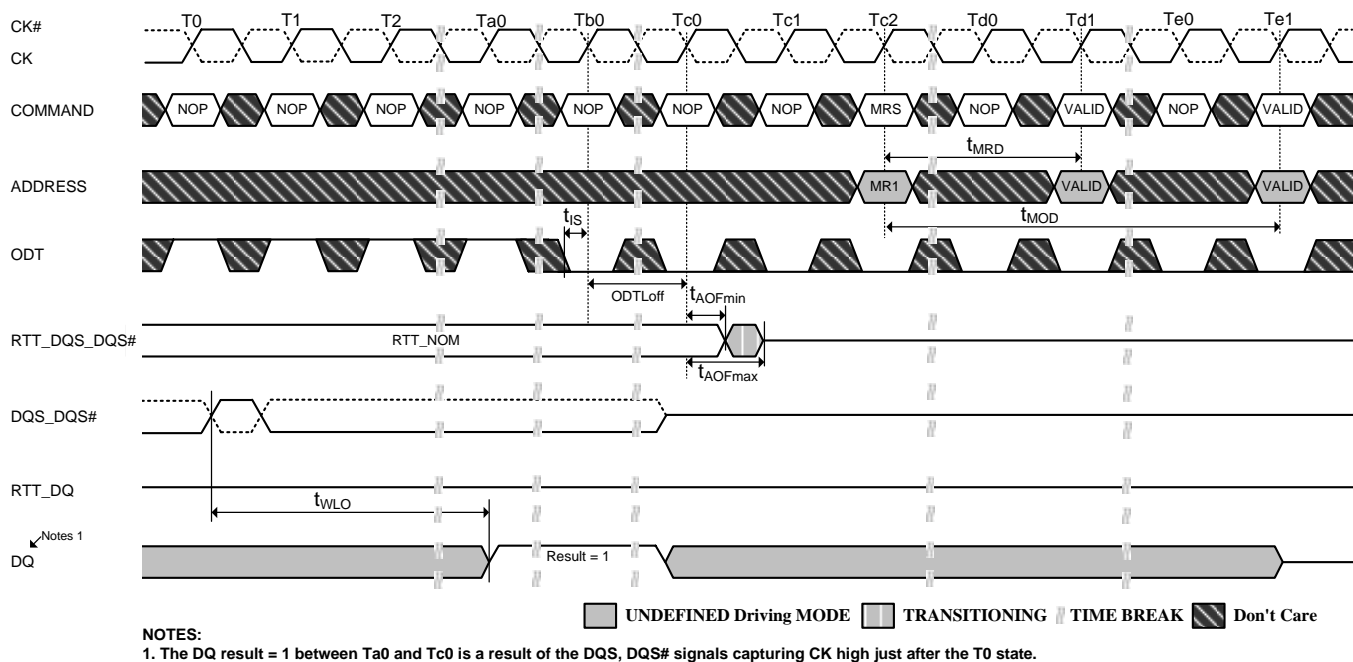 T0 T1 T2 Ta0 Tb0 Tc0 Tc1 Tc2 Td0 Td1 Te0 Te1
CK#
CK
COMMAND NOP NOP NOP NOP NOP NOP NOP MRS NOP VALID NOP VALID
tMRD
ADDRESS MR1 VALID VALID
tIS tMOD
ODT
ODTLoff tAOFmin
RTT_DQS_DQS# RTT_NOM
tAOFmax
DQS_DQS#
RTT_DQ
tWLO
Notes 1
DQ Result = 1
UNDEFINED Driving MODE TRANSITIONING TIME BREAK Don't Care
NOTES:
1. The DQ result = 1 between Ta0 and Tc0 is a result of the DQS, DQS# signals capturing CK high just after the T0 state.